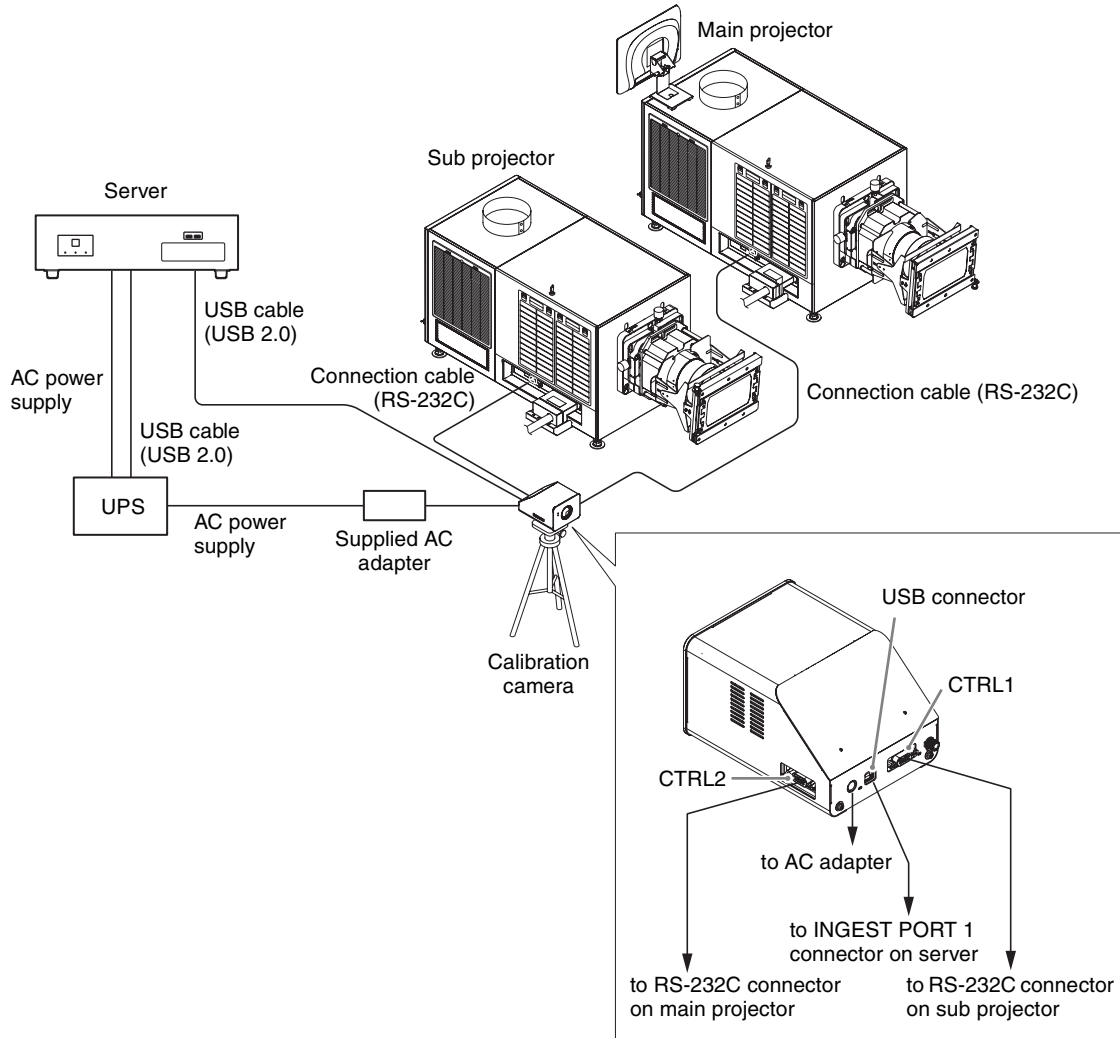 Main projector
Sub projector
Server
USB cable
(USB 2.0)
AC power
supply
Connection cable
(RS-232C)
Connection cable (RS-232C)
USB cable
(USB 2.0)
UPS
AC power
supply
Supplied AC
adapter
Calibration
camera
USB connector
CTRL1
CTRL2
to AC adapter
to INGEST PORT 1
connector on server
to RS-232C connector
on main projector
to RS-232C connector
on sub projector